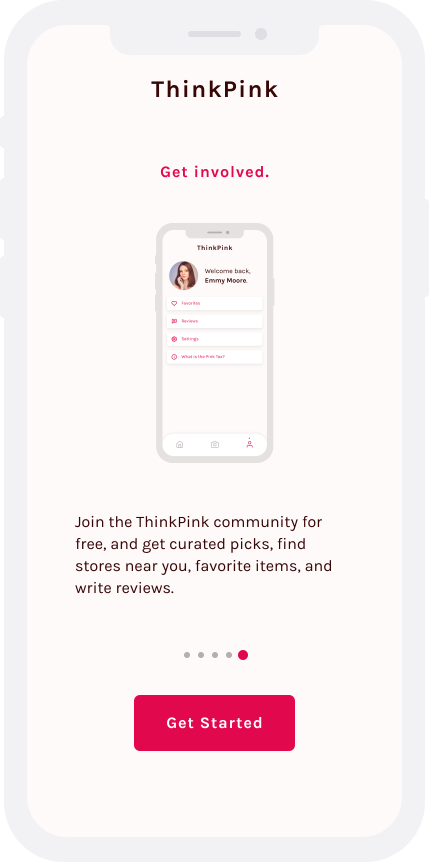 ThinkPink
Get involved.
ThinkPink
Welcome back,
Emmy Moore.
Favorites
Reviews
Settings
What is the Pink Tax?
Join the ThinkPink community for
free, and get curated picks, find
stores near you, favorite items, and
write reviews.
Get Started